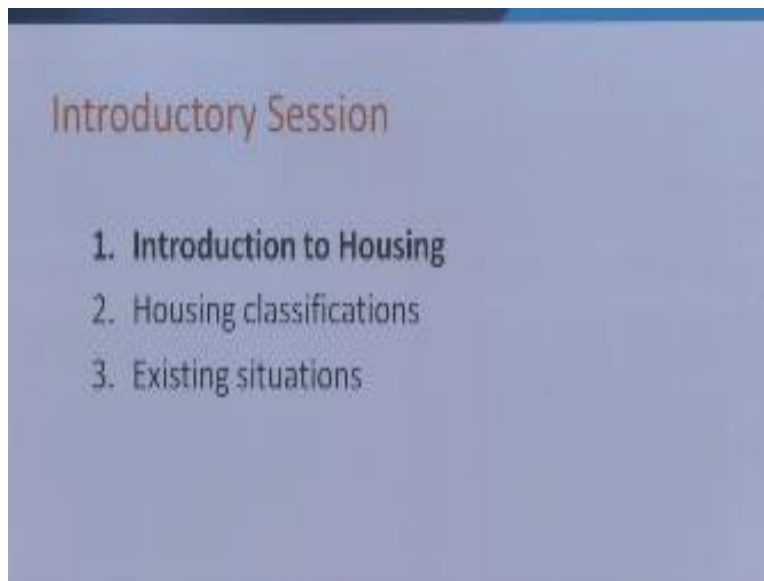 Introductory Session
1. Introduction to Housing
2. Housing classifications
3. Existing situations